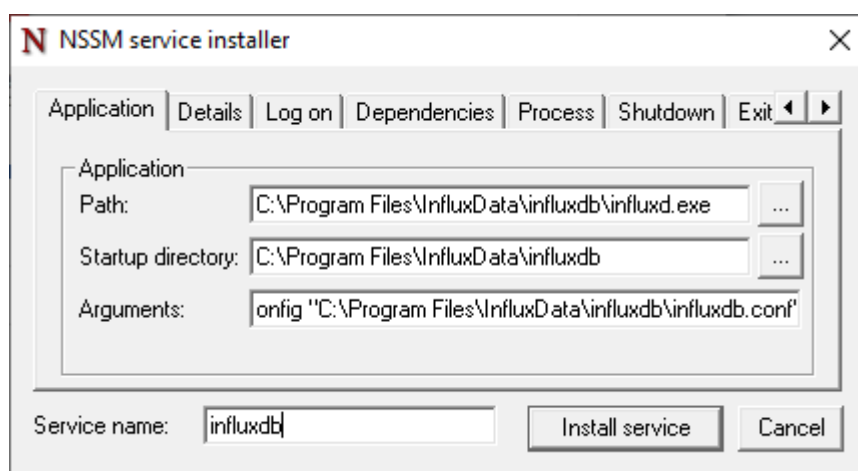 N NSSM service installer
Application Details Log on Dependencies Process Shutdown Exit
Application
Path: C:\Program Files\InfluxData\influxdb\influxd.exe ...
Startup directory: C:\Program Files\InfluxData\influxdb ...
Arguments: onfig "C:\Program Files\InfluxData\influxdb\influxdb.conf"
Service name: influxdb Install service Cancel